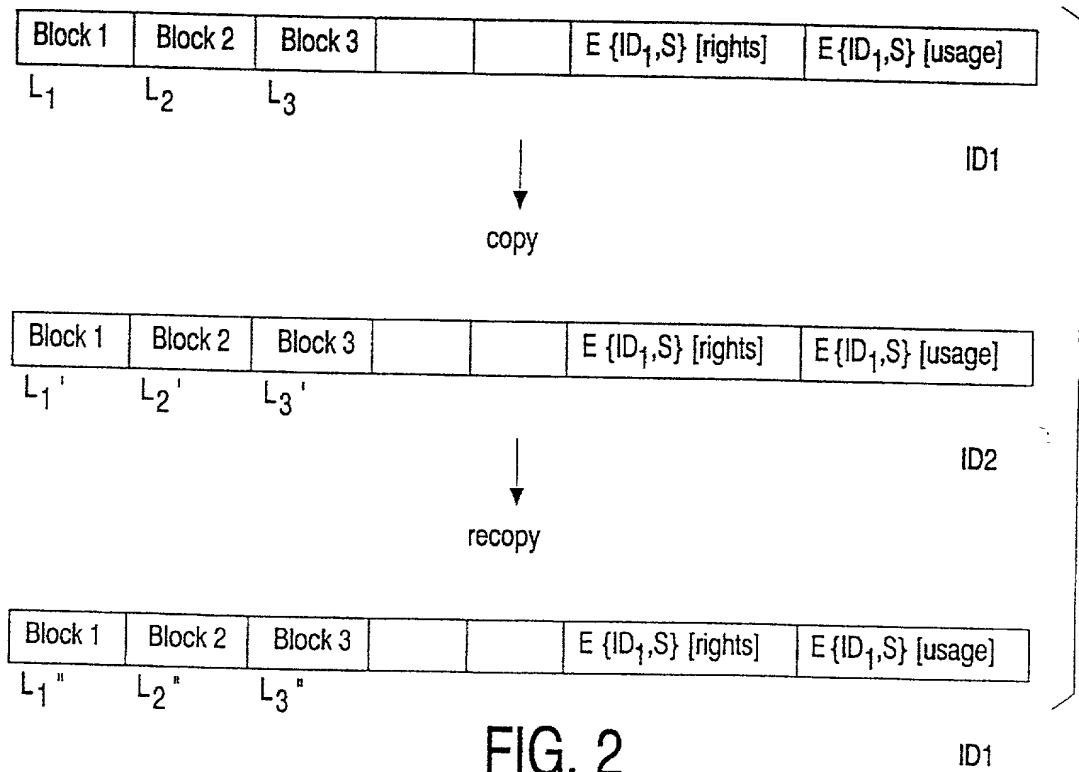 Block 1 Block 2 Block 3 E {ID₁,S} [rights] E {ID₁,S} [usage]
L₁ L₂ L₃
ID1
copy
Block 1 Block 2 Block 3 E {ID₁,S} [rights] E {ID₁,S} [usage]
L₁' L₂' L₃'
ID2
recopy
Block 1 Block 2 Block 3 E {ID₁,S} [rights] E {ID₁,S} [usage]
L₁" L₂" L₃"
FIG. 2
ID1